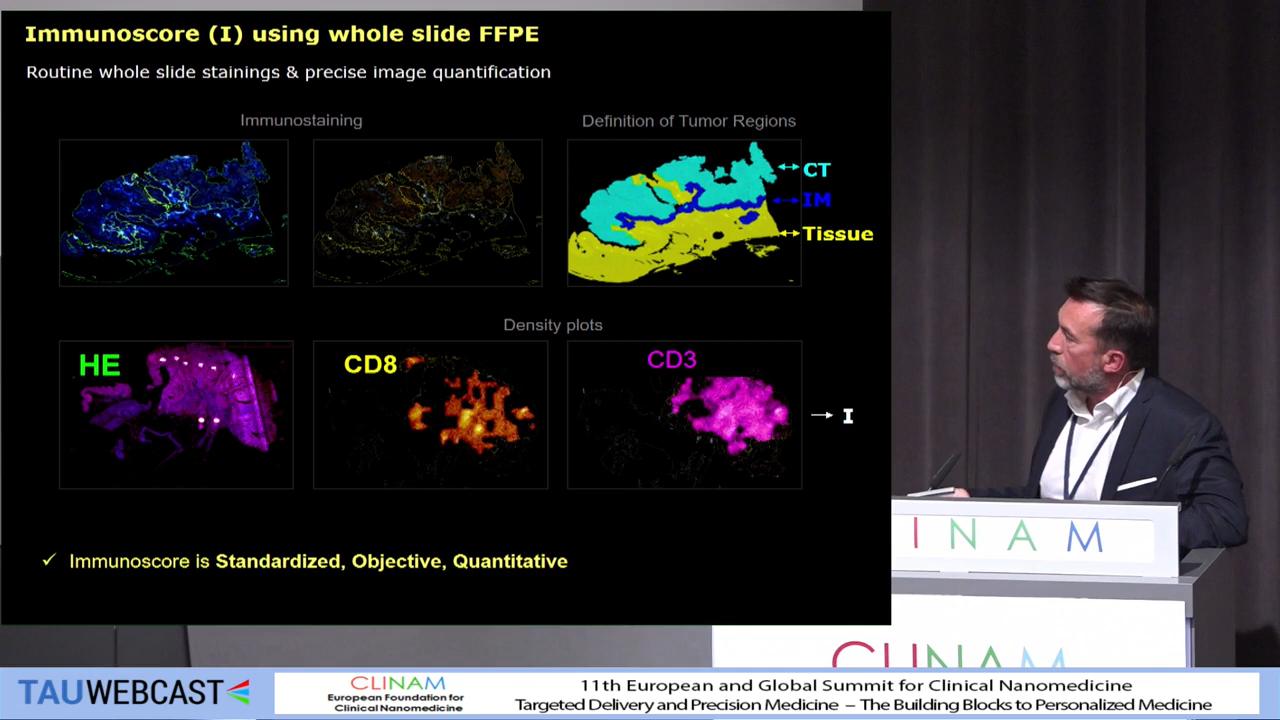 Immunoscore (I) using whole slide FFPE
Routine whole slide stainings & precise image quantification
Immunostaining
Definition of Tumor Regions
CT
IM
Tissue
Density plots
HE
CD8
CD3
I
✓ Immunoscore is Standardized, Objective, Quantitative
INAM
CLINAM
TAUWEBCAST
CLINAM
European Foundation for
Clinical Nanomedicine
11th European and Global Summit for Clinical Nanomedicine
Targeted Delivery and Precision Medicine – The Building Blocks to Personalized Medicine